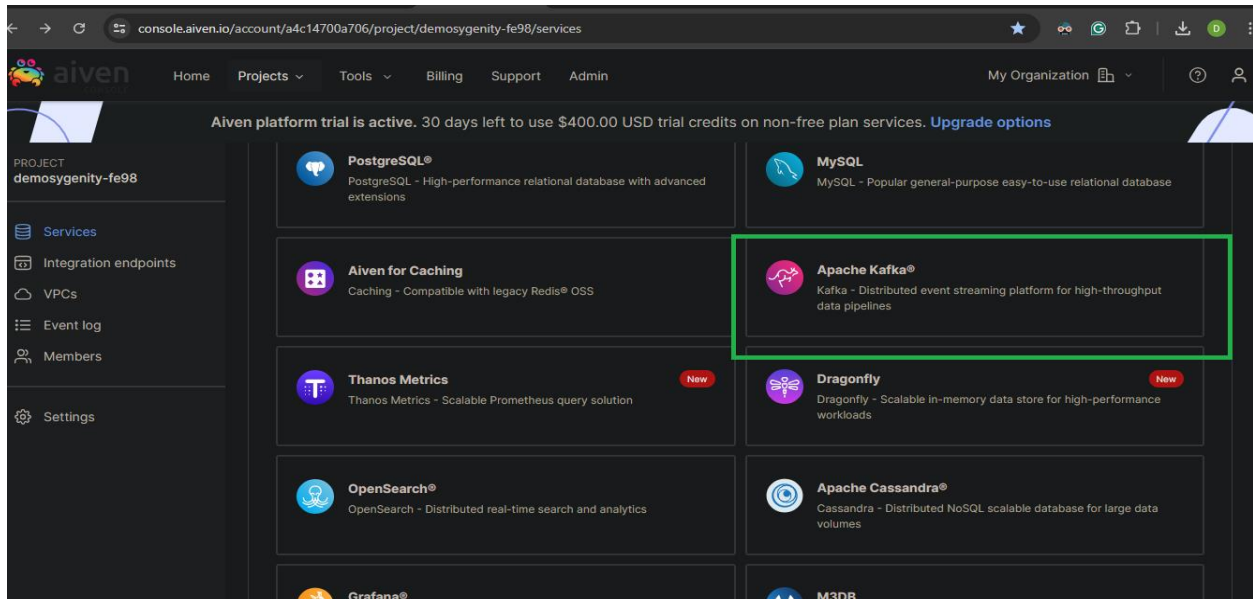 console.aiven.io/account/a4c14700a706/project/demosygenity-fe98/services
G
D
aiven
CONSOLE
Home Projects Tools Billing Support Admin
My Organization
?
Aiven platform trial is active. 30 days left to use $400.00 USD trial credits on non-free plan services. Upgrade options
PROJECT
demosygenity-fe98
Services
Integration endpoints
VPCs
Event log
Members
Settings
PostgreSQL®
PostgreSQL - High-performance relational database with advanced
extensions
MySQL
MySQL - Popular general-purpose easy-to-use relational database
Aiven for Caching
Caching - Compatible with legacy Redis® OSS
Apache Kafka®
Kafka - Distributed event streaming platform for high-throughput
data pipelines
Thanos Metrics
New
Thanos Metrics - Scalable Prometheus query solution
Dragonfly
New
Dragonfly - Scalable in-memory data store for high-performance
workloads
OpenSearch®
OpenSearch - Distributed real-time search and analytics
Apache Cassandra®
Cassandra - Distributed NoSQL scalable database for large data
volumes
Grafana®
M3DB